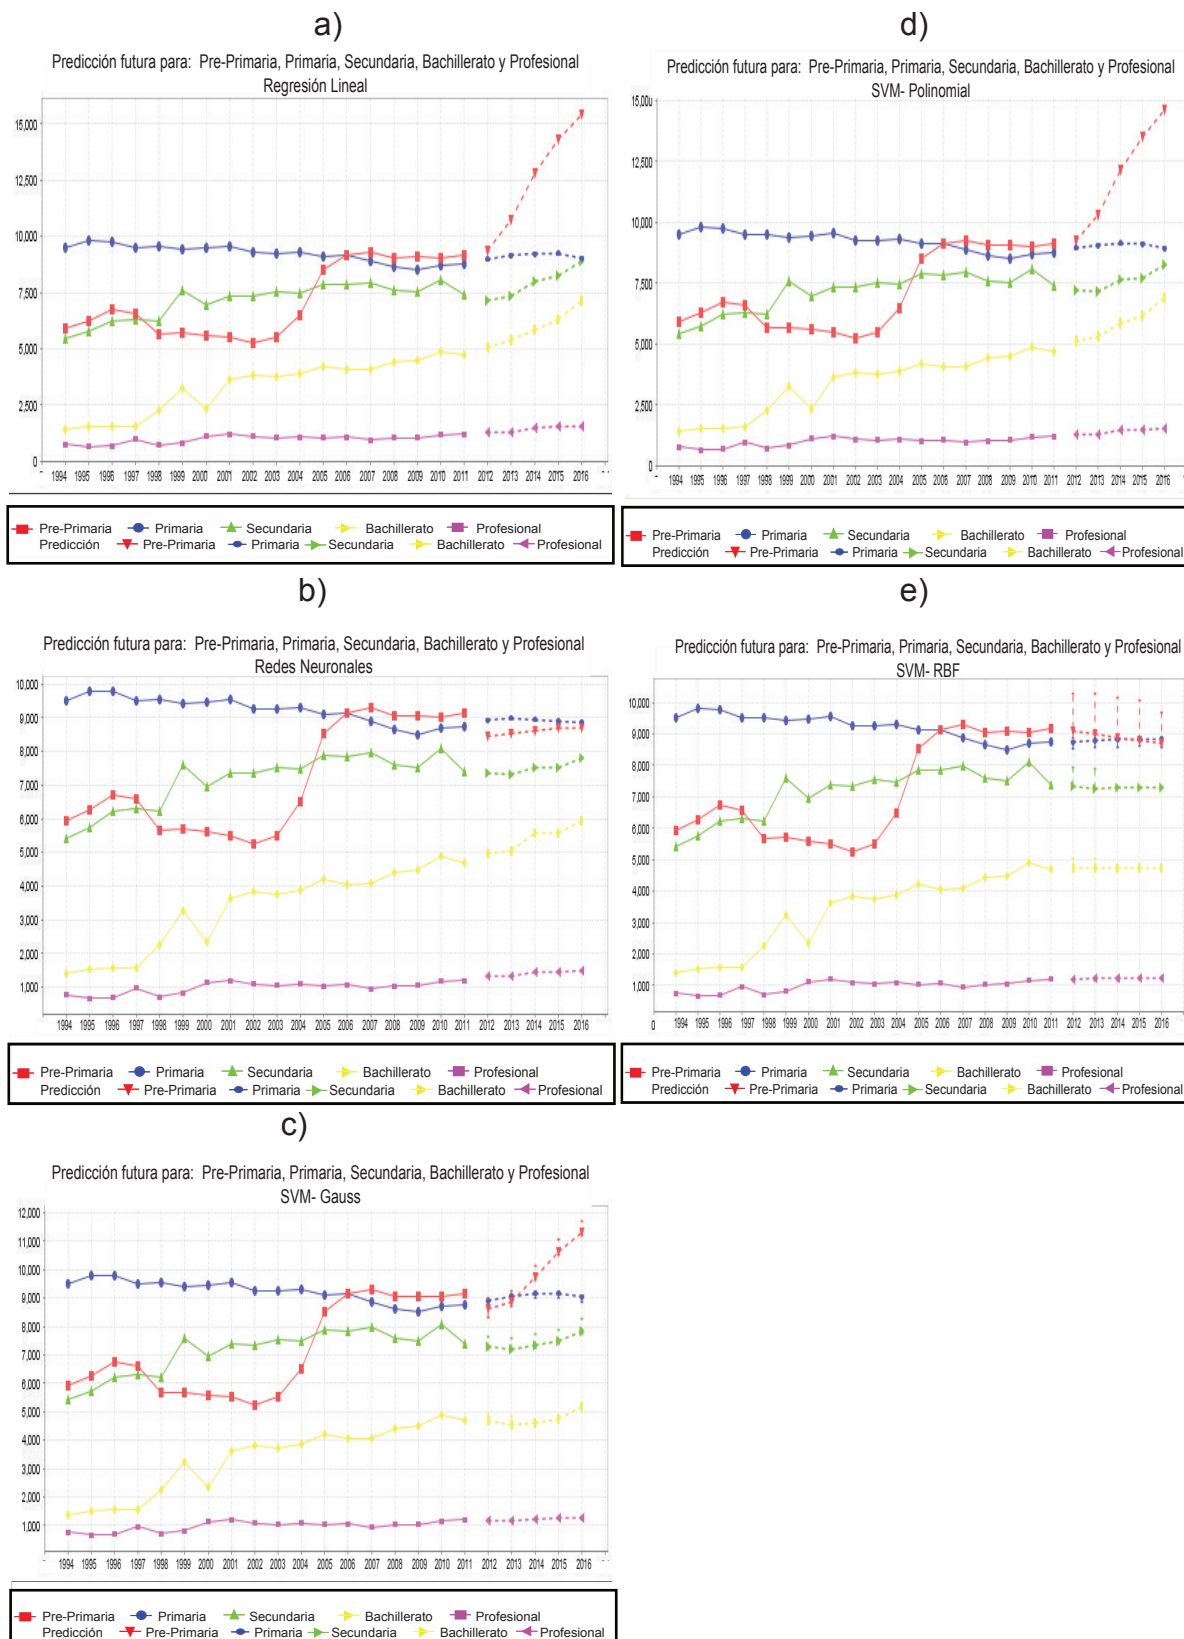 a)
Predicción futura para: Pre-Primaria, Primaria, Secundaria, Bachillerato y Profesional
Regresión Lineal
15,000
12,500
10,000
7,500
5,000
2,500
0
1994 1995 1996 1997 1998 1999 2000 2001 2002 2003 2004 2005 2006 2007 2008 2009 2010 2011 2012 2013 2014 2015 2016
Pre-Primaria Primaria Secundaria Bachillerato Profesional
Predicción Pre-Primaria Primaria Secundaria Bachillerato Profesional
b)
Predicción futura para: Pre-Primaria, Primaria, Secundaria, Bachillerato y Profesional
Redes Neuronales
10,000
9,000
8,000
7,000
6,000
5,000
4,000
3,000
2,000
1,000
1994 1995 1996 1997 1998 1999 2000 2001 2002 2003 2004 2005 2006 2007 2008 2009 2010 2011 2012 2013 2014 2015 2016
Pre-Primaria Primaria Secundaria Bachillerato Profesional
Predicción Pre-Primaria Primaria Secundaria Bachillerato Profesional
c)
Predicción futura para: Pre-Primaria, Primaria, Secundaria, Bachillerato y Profesional
SVM- Gauss
12,000
11,000
10,000
9,000
8,000
7,000
6,000
5,000
4,000
3,000
2,000
1,000
1994 1995 1996 1997 1998 1999 2000 2001 2002 2003 2004 2005 2006 2007 2008 2009 2010 2011 2012 2013 2014 2015 2016
Pre-Primaria Primaria Secundaria Bachillerato Profesional
Predicción Pre-Primaria Primaria Secundaria Bachillerato Profesional
d)
Predicción futura para: Pre-Primaria, Primaria, Secundaria, Bachillerato y Profesional
SVM- Polinomial
15,000
12,500
10,000
7,500
5,000
2,500
0
1994 1995 1996 1997 1998 1999 2000 2001 2002 2003 2004 2005 2006 2007 2008 2009 2010 2011 2012 2013 2014 2015 2016
Pre-Primaria Primaria Secundaria Bachillerato Profesional
Predicción Pre-Primaria Primaria Secundaria Bachillerato Profesional
e)
Predicción futura para: Pre-Primaria, Primaria, Secundaria, Bachillerato y Profesional
SVM- RBF
10,000
9,000
8,000
7,000
6,000
5,000
4,000
3,000
2,000
1,000
0
1994 1995 1996 1997 1998 1999 2000 2001 2002 2003 2004 2005 2006 2007 2008 2009 2010 2011 2012 2013 2014 2015 2016
Pre-Primaria Primaria Secundaria Bachillerato Profesional
Predicción Pre-Primaria Primaria Secundaria Bachillerato Profesional